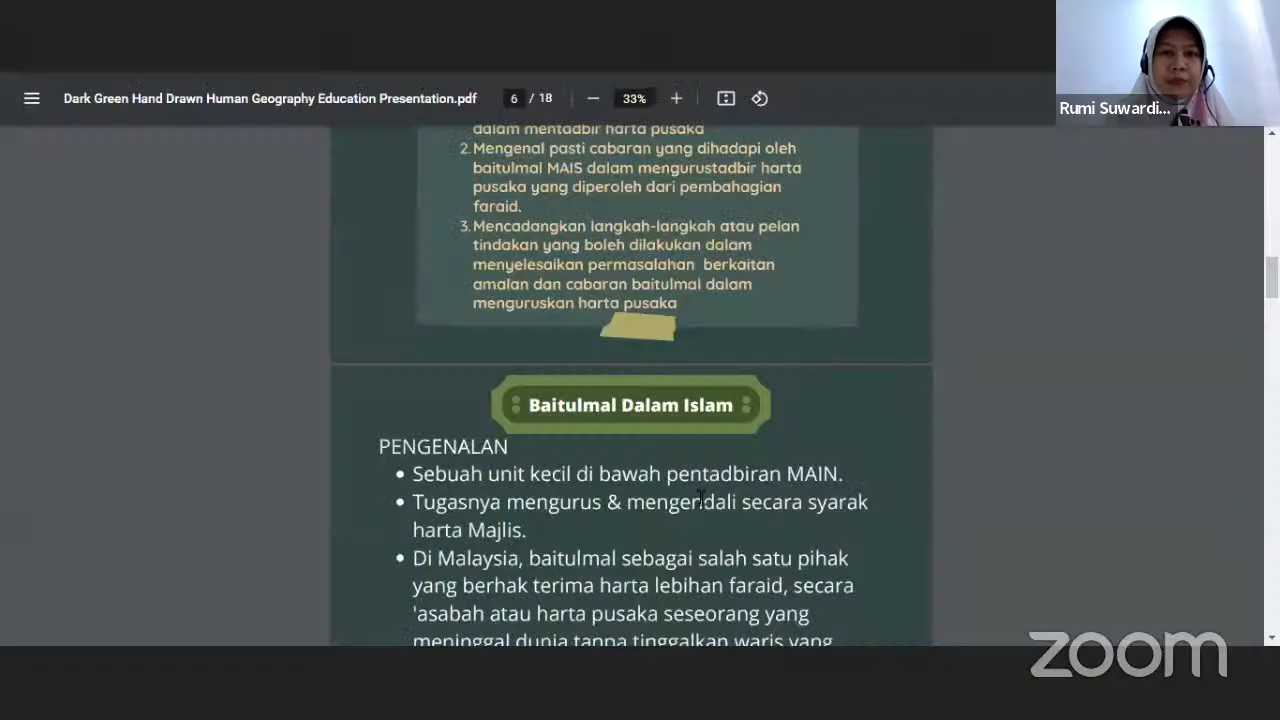 Dark Green Hand Drawn Human Geography Education Presentation.pdf
6 / 18
33%
Rumi Suwardi...
dalam mentadbir harta pusaka
2. Mengenal pasti cabaran yang dihadapi oleh
baitulmal MAIS dalam mengurustadbir harta
pusaka yang diperoleh dari pembahagian
faraid.
3. Mencadangkan langkah-langkah atau pelan
tindakan yang boleh dilakukan dalam
menyelesaikan permasalahan berkaitan
amalan dan cabaran baitulmal dalam
menguruskan harta pusaka
Baitulmal Dalam Islam
PENGENALAN
• Sebuah unit kecil di bawah pentadbiran MAIN.
• Tugasnya mengurus & mengendali secara syarak
harta Majlis.
• Di Malaysia, baitulmal sebagai salah satu pihak
yang berhak terima harta lebihan faraid, secara
'asabah atau harta pusaka seseorang yang
meninggal dunia tanpa tinggalkan waris yang
zoom